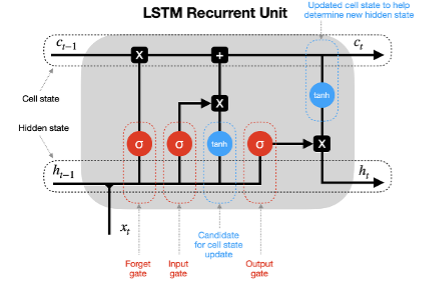 LSTM Recurrent Unit
Updated cell state to help
determine new hidden state
c_{t-1}
c_t
X
+
tanh
X
Cell state
Hidden state
σ
σ
tanh
σ
X
h_{t-1}
h_t
x_t
Forget
gate
Input
gate
Candidate
for cell state
update
Output
gate